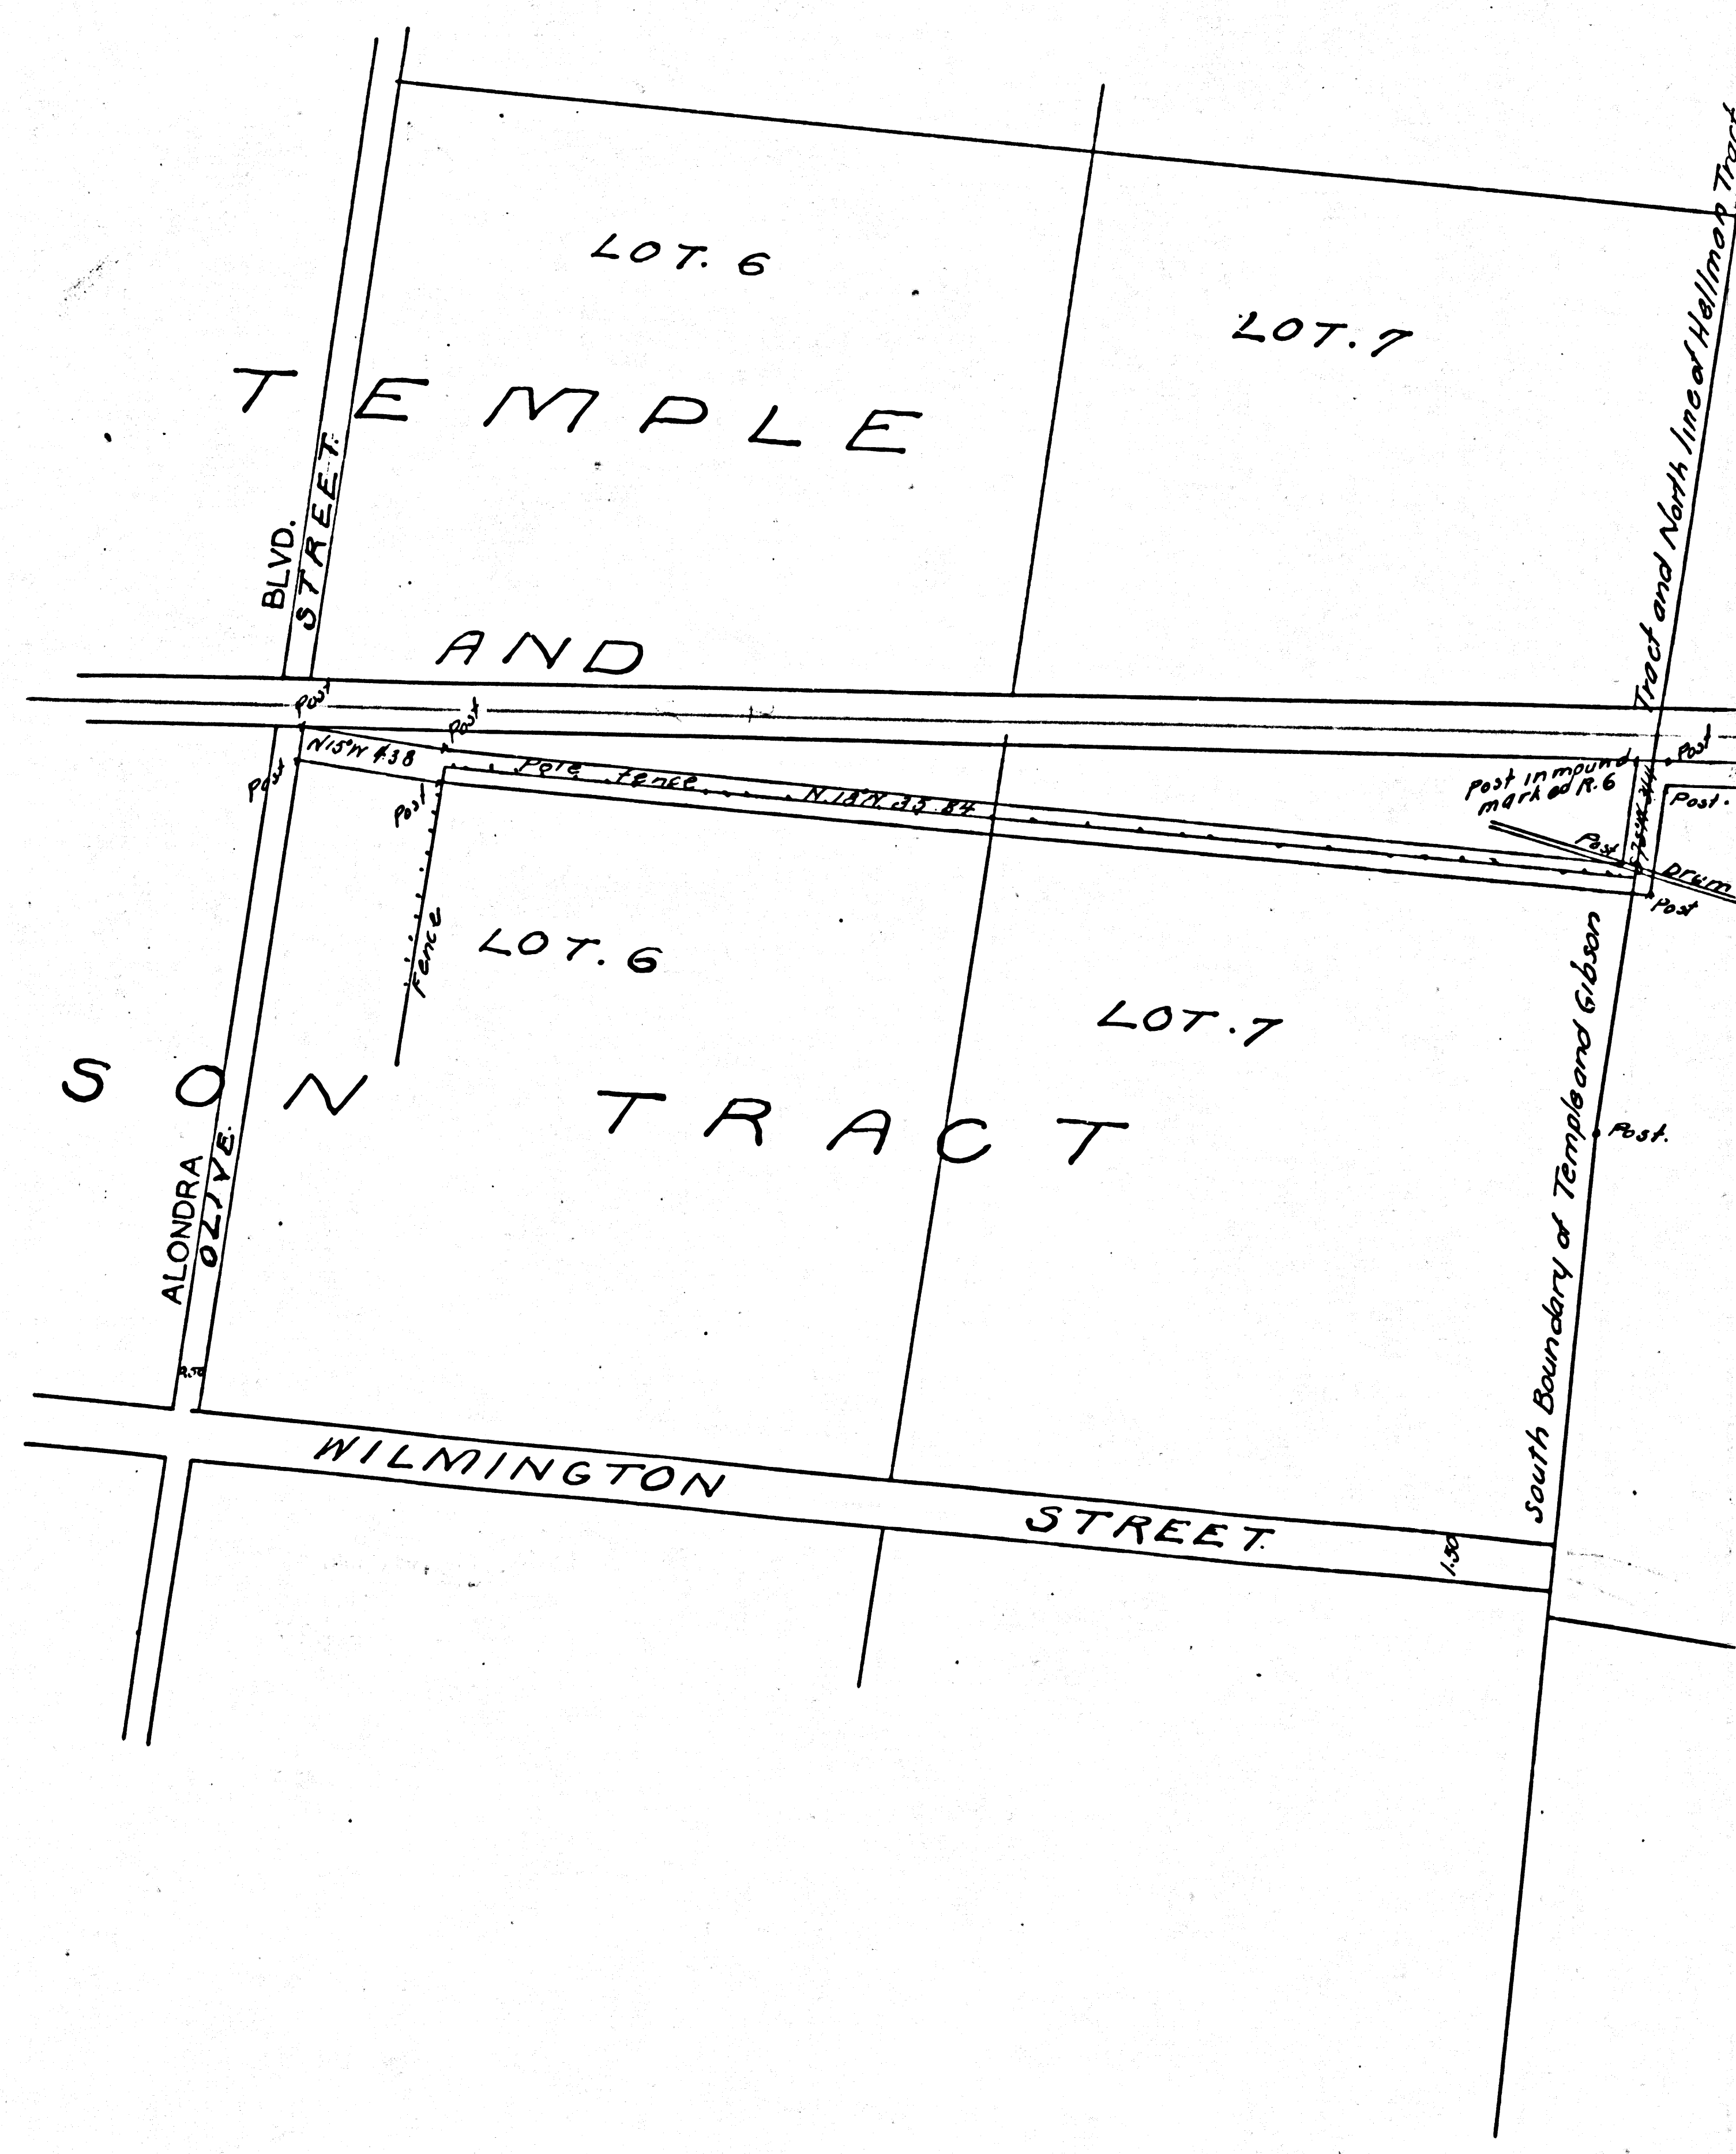 LOT. 6
LOT. 7
TEMPLE
BLVD.
STREET.
AND
Tract and North line of Hellman Tract
Post
Post
N15°W 4.38
Post
Post
Pole fence
N.18°W. 35.84
Post in mound
marked R.6
Post
Post.
Post
Drum
Post
Fence
LOT. 6
LOT. 7
SON TRACT
South Boundary of Temple and Gibson
Post.
ALONDRA
OLIVE.
WILMINGTON STREET.
1.50